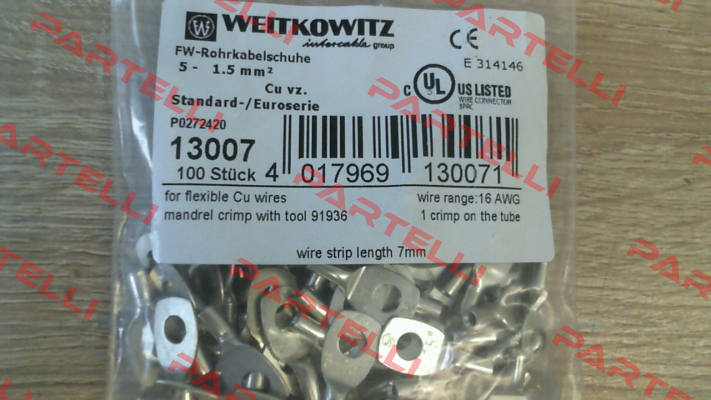 WEITKOWITZ
intercable group
FW-Rohrkabelschuhe
5 - 1.5 mm²
Cu vz.
Standard-/Euroserie
P0272420
13007
100 Stück
4 017969 130071
CE
E 314146
C UL US LISTED
WIRE CONNECTOR
3PAC
for flexible Cu wires
wire range:16 AWG
mandrel crimp with tool 91936
1 crimp on the tube
wire strip length 7mm
PARTELLI
PARTELLI
PARTELLI
PARTELLI
PARTELLI